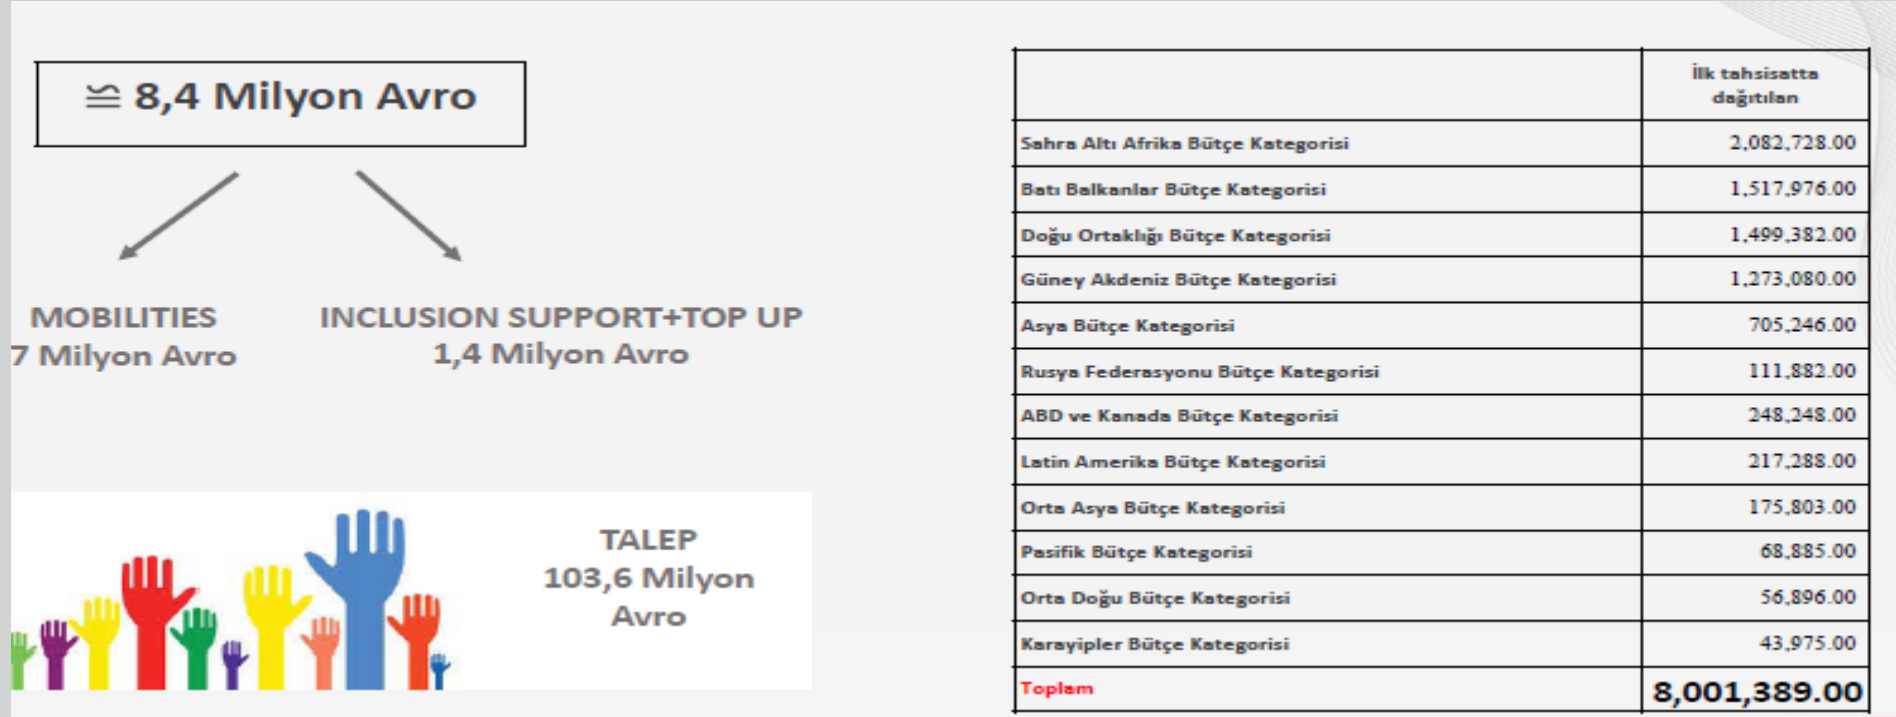 ≌ 8,4 Milyon Avro
MOBILITIES
7 Milyon Avro
INCLUSION SUPPORT+TOP UP
1,4 Milyon Avro
TALEP
103,6 Milyon
Avro
İlk tahsisatta
dağıtılan
Sahra Altı Afrika Bütçe Kategorisi 2,082,728.00
Batı Balkanlar Bütçe Kategorisi 1,517,976.00
Doğu Ortaklığı Bütçe Kategorisi 1,499,382.00
Güney Akdeniz Bütçe Kategorisi 1,273,080.00
Asya Bütçe Kategorisi 705,246.00
Rusya Federasyonu Bütçe Kategorisi 111,882.00
ABD ve Kanada Bütçe Kategorisi 248,248.00
Latin Amerika Bütçe Kategorisi 217,288.00
Orta Asya Bütçe Kategorisi 175,803.00
Pasifik Bütçe Kategorisi 68,885.00
Orta Doğu Bütçe Kategorisi 56,896.00
Karayipler Bütçe Kategorisi 43,975.00
Toplam 8,001,389.00